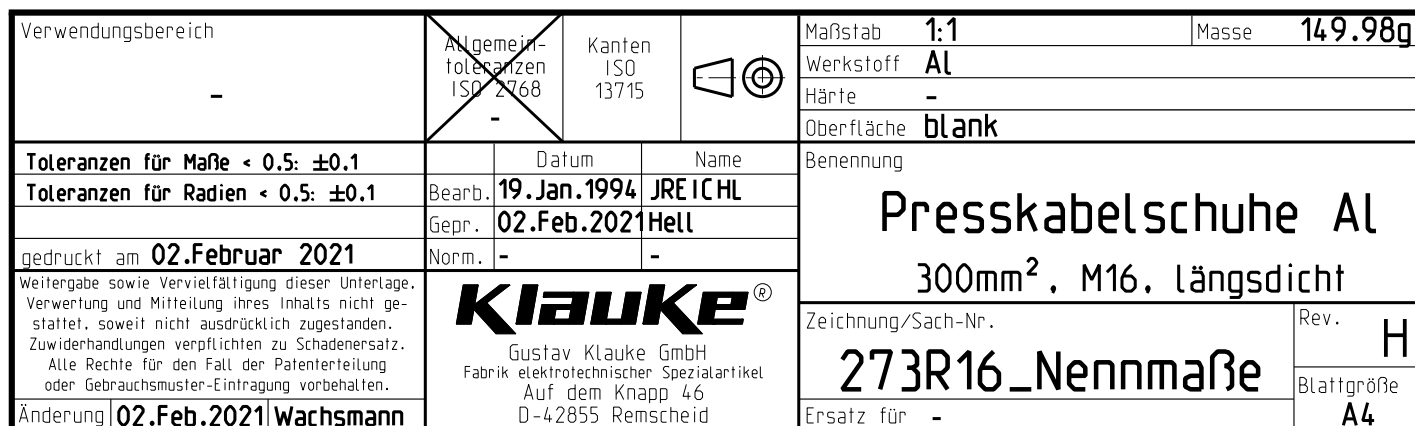 Verwendungsbereich
-
Allgemein-
toleranzen
ISO 2768
-
Kanten
ISO
13715
Maßstab 1:1 Masse 149.98g
Werkstoff Al
Härte -
Oberfläche blank
Toleranzen für Maße < 0.5: ±0.1
Toleranzen für Radien < 0.5: ±0.1
gedruckt am 02.Februar 2021
Datum Name
Bearb. 19.Jan.1994 JREICHL
Gepr. 02.Feb.2021 Hell
Norm. - -
Benennung
Presskabelschuhe Al
300mm², M16, längsdicht
Weitergabe sowie Vervielfältigung dieser Unterlage,
Verwertung und Mitteilung ihres Inhalts nicht ge-
stattet, soweit nicht ausdrücklich zugestanden.
Zuwiderhandlungen verpflichten zu Schadenersatz.
Alle Rechte für den Fall der Patenterteilung
oder Gebrauchsmuster-Eintragung vorbehalten.
Änderung 02.Feb.2021 Wachsmann
Klauke®
Gustav Klauke GmbH
Fabrik elektrotechnischer Spezialartikel
Auf dem Knapp 46
D-42855 Remscheid
Zeichnung/Sach-Nr.
273R16_Nennmaße
Rev.
H
Blattgröße
A4
Ersatz für -